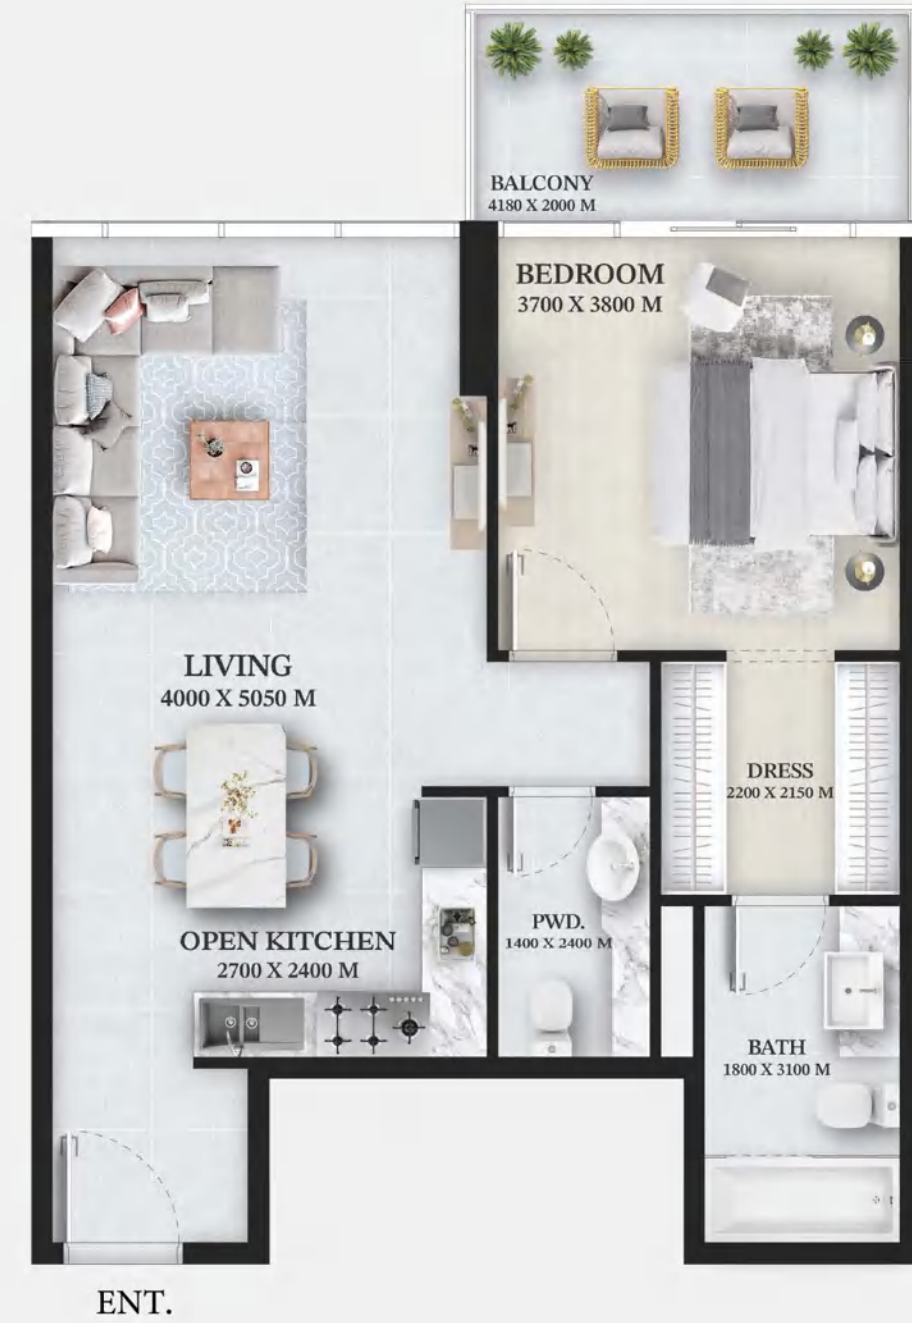 BALCONY
4180 X 2000 M
BEDROOM
3700 X 3800 M
LIVING
4000 X 5050 M
DRESS
2200 X 2150 M
OPEN KITCHEN
2700 X 2400 M
PWD.
1400 X 2400 M
BATH
1800 X 3100 M
ENT.